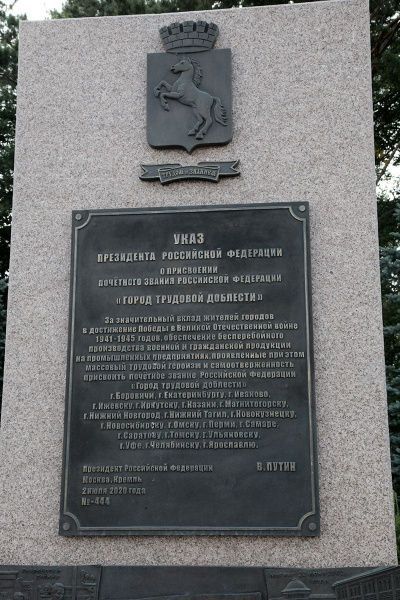 ТРУДОМ и ЗНАНИЕМ
УКАЗ
ПРЕЗИДЕНТА РОССИЙСКОЙ ФЕДЕРАЦИИ
О ПРИСВОЕНИИ
ПОЧЕТНОГО ЗВАНИЯ РОССИЙСКОЙ ФЕДЕРАЦИИ
«ГОРОД ТРУДОВОЙ ДОБЛЕСТИ»
За значительный вклад жителей городов
в достижение Победы в Великой Отечественной войне
1941-1945 годов, обеспечение бесперебойного
производства военной и гражданской продукции
на промышленных предприятиях, проявленные при этом
массовый трудовой героизм и самоотверженность
присвоить почетное звание Российской Федерации
«Город трудовой доблести»
г.Боровичи, г.Екатеринбургу, г.Иваново,
г.Ижевску, г.Иркутску, г.Казани, г.Магнитогорску,
г.Нижний Новгород, г.Нижний Тагил, г.Новокузнецку,
г.Новосибирску, г.Омску, г.Перми, г.Самаре,
г.Саратову, г.Томску, г.Ульяновску,
г.Уфе, г.Челябинску, г.Ярославлю.
Президент Российской Федерации В.ПУТИН
Москва, Кремль
2 июля 2020 года
№-444